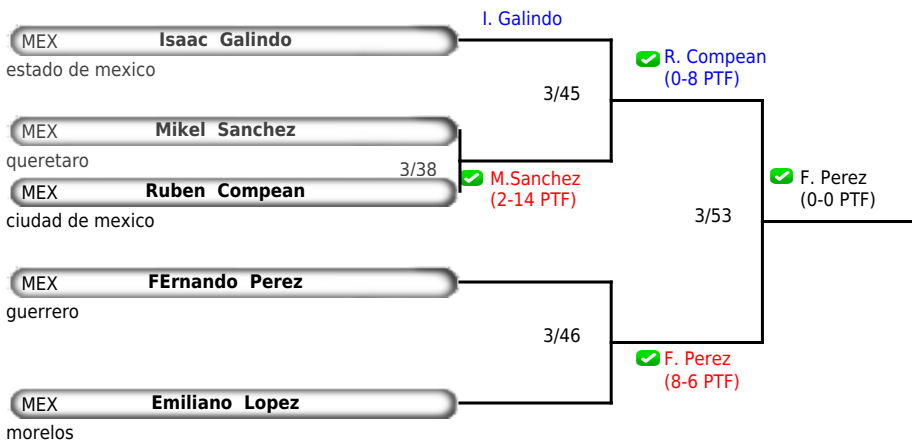 I. Galindo
MEX Isaac Galindo
estado de mexico
R. Compean
(0-8 PTF)
3/45
MEX Mikel Sanchez
queretaro
3/38
M.Sanchez
(2-14 PTF)
MEX Ruben Compean
ciudad de mexico
F. Perez
(0-0 PTF)
3/53
MEX FErnando Perez
guerrero
3/46
F. Perez
(8-6 PTF)
MEX Emiliano Lopez
morelos